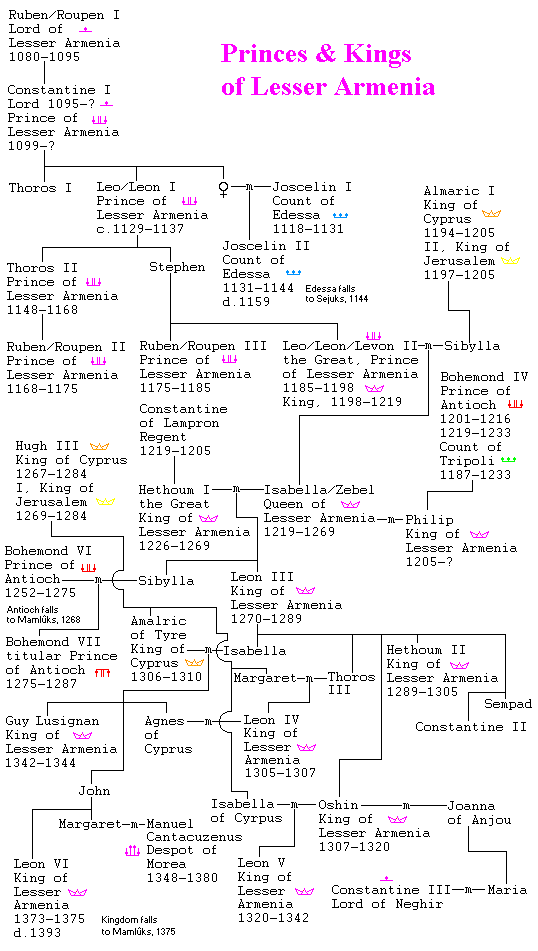 Princes & Kings
of Lesser Armenia
Ruben/Roupen I
Lord of
Lesser Armenia
1080–1095
Constantine I
Lord 1095–?
Prince of
Lesser Armenia
1099–?
Thoros I
Leo/Leon I
Prince of
Lesser Armenia
c.1129–1137
♀
m
Joscelin I
Count of
Edessa
1118–1131
Almaric I
King of
Cyprus
1194–1205
II, King of
Jerusalem
1197–1205
Joscelin II
Count of
Edessa
1131–1144
d.1159
Edessa falls
to Sejuks, 1144
Thoros II
Prince of
Lesser Armenia
1148–1168
Stephen
Ruben/Roupen II
Prince of
Lesser Armenia
1168–1175
Ruben/Roupen III
Prince of
Lesser Armenia
1175–1185
Leo/Leon/Levon II
the Great, Prince
of Lesser Armenia
1185–1198
King, 1198–1219
m
Sibylla
Bohemond IV
Prince of
Antioch
1201–1216
1219–1233
Count of
Tripoli
1187–1233
Constantine
of Lampron
Regent
1219–1205
Hugh III
King of Cyprus
1267–1284
I, King of
Jerusalem
1269–1284
Hethoum I
the Great
King of
Lesser Armenia
1226–1269
m
Isabella/Zebel
Queen of
Lesser Armenia
1219–1269
m
Philip
King of
Lesser Armenia
1205–?
Bohemond VI
Prince of
Antioch
1252–1275
m
Sibylla
Antioch falls
to Mamlûks, 1268
Leon III
King of
Lesser Armenia
1270–1289
Bohemond VII
titular Prince
of Antioch
1275–1287
Amalric
of Tyre
King of
Cyprus
1306–1310
m
Isabella
Margaret
m
Thoros
III
Hethoum II
King of
Lesser Armenia
1289–1305
Sempad
Constantine II
Guy Lusignan
King of
Lesser Armenia
1342–1344
Agnes
of
Cyprus
m
Leon IV
King of
Lesser
Armenia
1305–1307
John
Margaret
m
Manuel
Cantacuzenus
Despot of
Morea
1348–1380
Isabella
of Cyrpus
m
Oshin
King of
Lesser Armenia
1307–1320
m
Joanna
of Anjou
Leon VI
King of
Lesser
Armenia
1373–1375
d.1393
Kingdom falls
to Mamlûks, 1375
Leon V
King of
Lesser
Armenia
1320–1342
Constantine III
Lord of Neghir
m
Maria